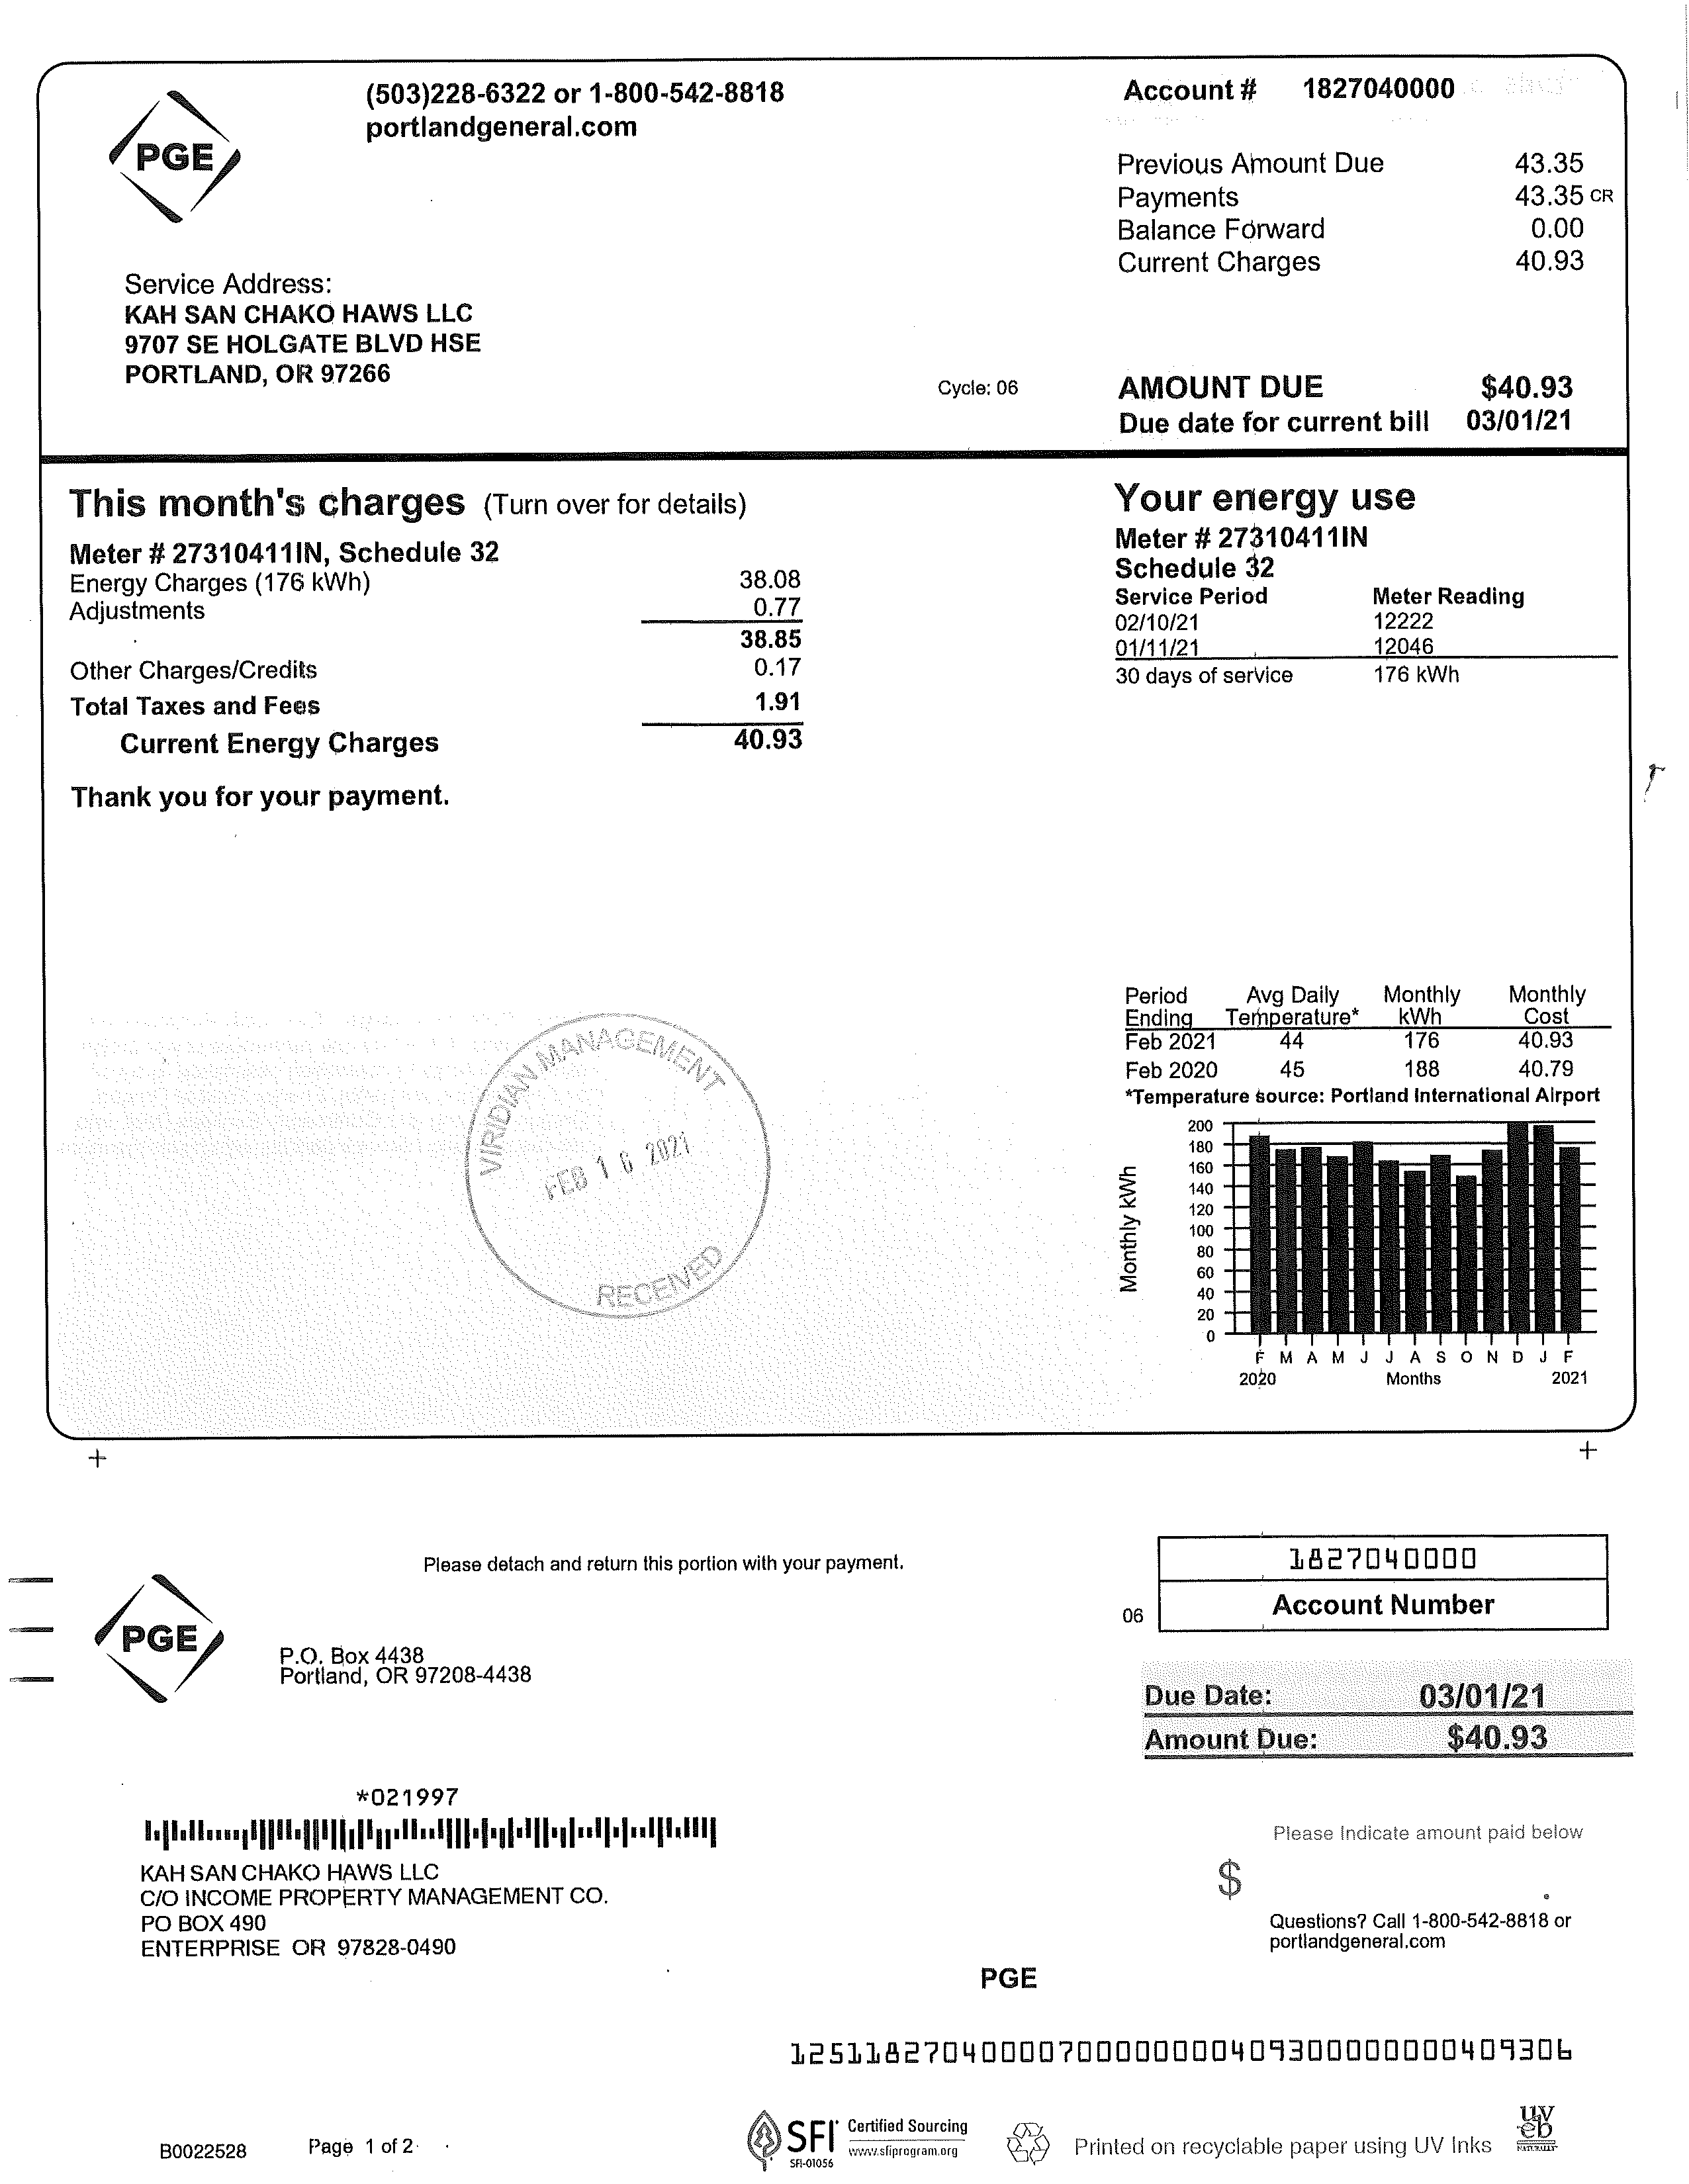 PGE
(503)228-6322 or 1-800-542-8818
portlandgeneral.com
Account # 1827040000
Previous Amount Due 43.35
Payments 43.35 CR
Balance Forward 0.00
Current Charges 40.93
Service Address:
KAH SAN CHAKO HAWS LLC
9707 SE HOLGATE BLVD HSE
PORTLAND, OR 97266
Cycle: 06
AMOUNT DUE $40.93
Due date for current bill 03/01/21
This month's charges (Turn over for details)
Meter # 27310411IN, Schedule 32
Energy Charges (176 kWh) 38.08
Adjustments 0.77
38.85
Other Charges/Credits 0.17
Total Taxes and Fees 1.91
Current Energy Charges 40.93
Thank you for your payment.
Your energy use
Meter # 27310411IN
Schedule 32
Service Period Meter Reading
02/10/21 12222
01/11/21 12046
30 days of service 176 kWh
VIRIDIAN MANAGEMENT
FEB 16 2021
RECEIVED
Period Avg Daily Monthly Monthly
Ending Temperature* kWh Cost
Feb 2021 44 176 40.93
Feb 2020 45 188 40.79
*Temperature source: Portland International Airport
Monthly kWh
200
180
160
140
120
100
80
60
40
20
0
F M A M J J A S O N D J F
2020 Months 2021
Please detach and return this portion with your payment.
PGE
P.O. Box 4438
Portland, OR 97208-4438
1827040000
06 Account Number
Due Date: 03/01/21
Amount Due: $40.93
*021997
KAH SAN CHAKO HAWS LLC
C/O INCOME PROPERTY MANAGEMENT CO.
PO BOX 490
ENTERPRISE OR 97828-0490
Please Indicate amount paid below
$ .
Questions? Call 1-800-542-8818 or
portlandgeneral.com
PGE
125118270400007000000004093000000000409306
B0022528 Page 1 of 2
SFI Certified Sourcing
www.sfiprogram.org
SFI-01056
Printed on recyclable paper using UV Inks
uv
eb
NATURALLY